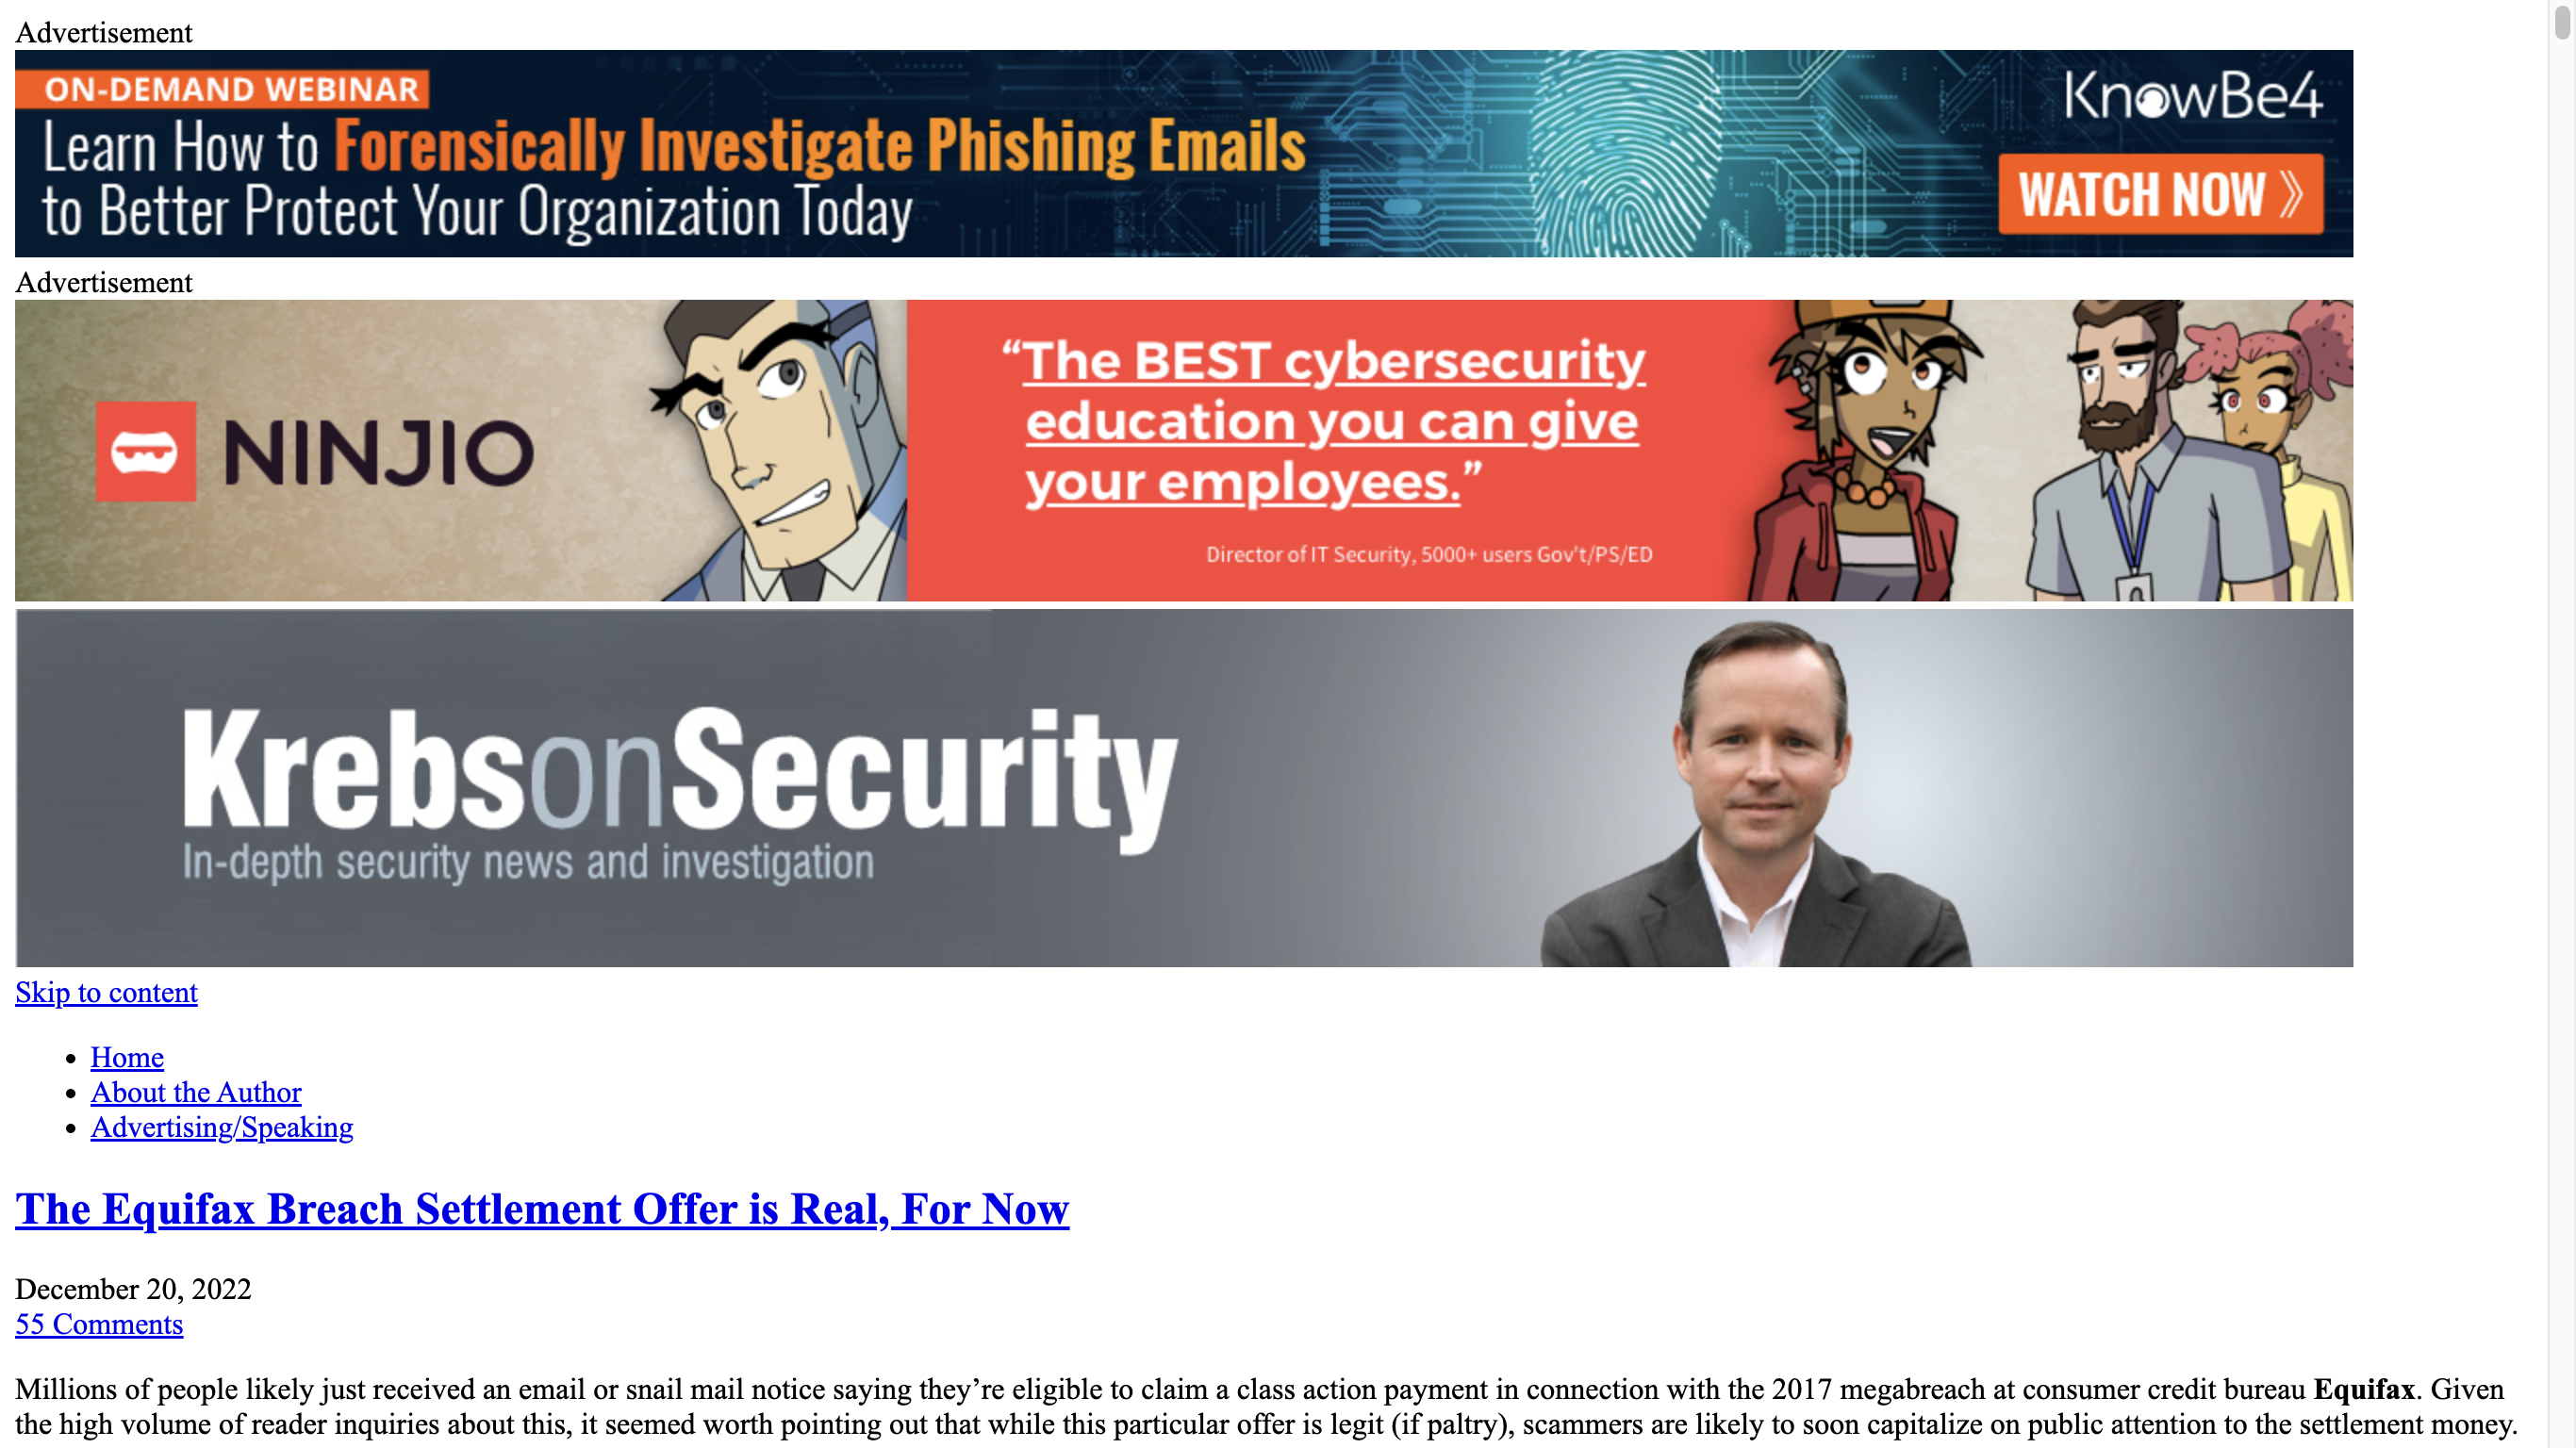 Advertisement
ON-DEMAND WEBINAR
Learn How to Forensically Investigate Phishing Emails
to Better Protect Your Organization Today
KnowBe4
WATCH NOW
Advertisement
NINJIO
“The BEST cybersecurity
education you can give
your employees.”
Director of IT Security, 5000+ users Gov't/PS/ED
KrebsonSecurity
In-depth security news and investigation
Skip to content
• Home
• About the Author
• Advertising/Speaking
The Equifax Breach Settlement Offer is Real, For Now
December 20, 2022
55 Comments
Millions of people likely just received an email or snail mail notice saying they’re eligible to claim a class action payment in connection with the 2017 megabreach at consumer credit bureau Equifax. Given
the high volume of reader inquiries about this, it seemed worth pointing out that while this particular offer is legit (if paltry), scammers are likely to soon capitalize on public attention to the settlement money.